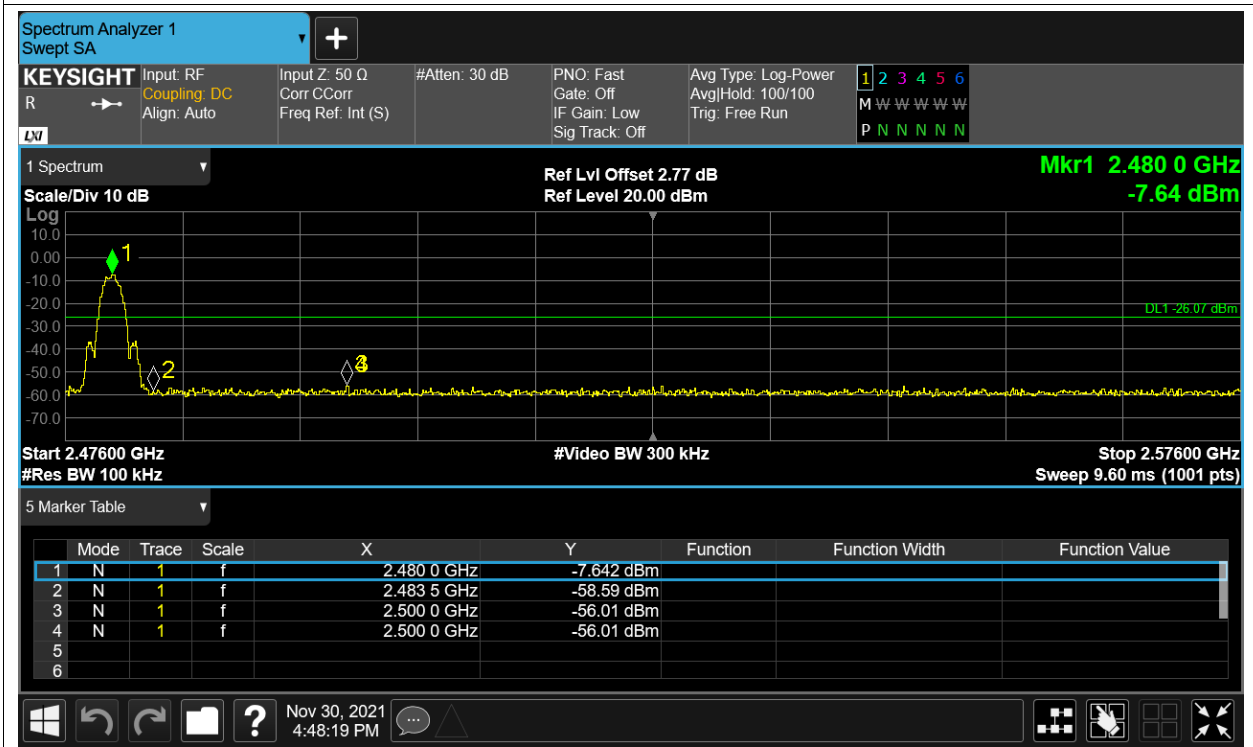 Spectrum Analyzer 1
Swept SA
KEYSIGHT Input: RF Input Z: 50 Ω #Atten: 30 dB PNO: Fast Avg Type: Log-Power 1 2 3 4 5 6
R Coupling: DC Corr CCorr Gate: Off Avg|Hold: 100/100 M W W W W W
Align: Auto Freq Ref: Int (S) IF Gain: Low Trig: Free Run
LXI Sig Track: Off P N N N N N
1 Spectrum
Ref Lvl Offset 2.77 dB Mkr1 2.480 0 GHz
Scale/Div 10 dB Ref Level 20.00 dBm -7.64 dBm
Log
10.0
1
0.00
-10.0
-20.0
DL1 -26.07 dBm
-30.0
-40.0
-50.0 2
-60.0
-70.0
Start 2.47600 GHz #Video BW 300 kHz Stop 2.57600 GHz
#Res BW 100 kHz Sweep 9.60 ms (1001 pts)
5 Marker Table
Mode Trace Scale X Y Function Function Width Function Value
1 N 1 f 2.480 0 GHz -7.642 dBm
2 N 1 f 2.483 5 GHz -58.59 dBm
3 N 1 f 2.500 0 GHz -56.01 dBm
4 N 1 f 2.500 0 GHz -56.01 dBm
5
6
? Nov 30, 2021
4:48:19 PM